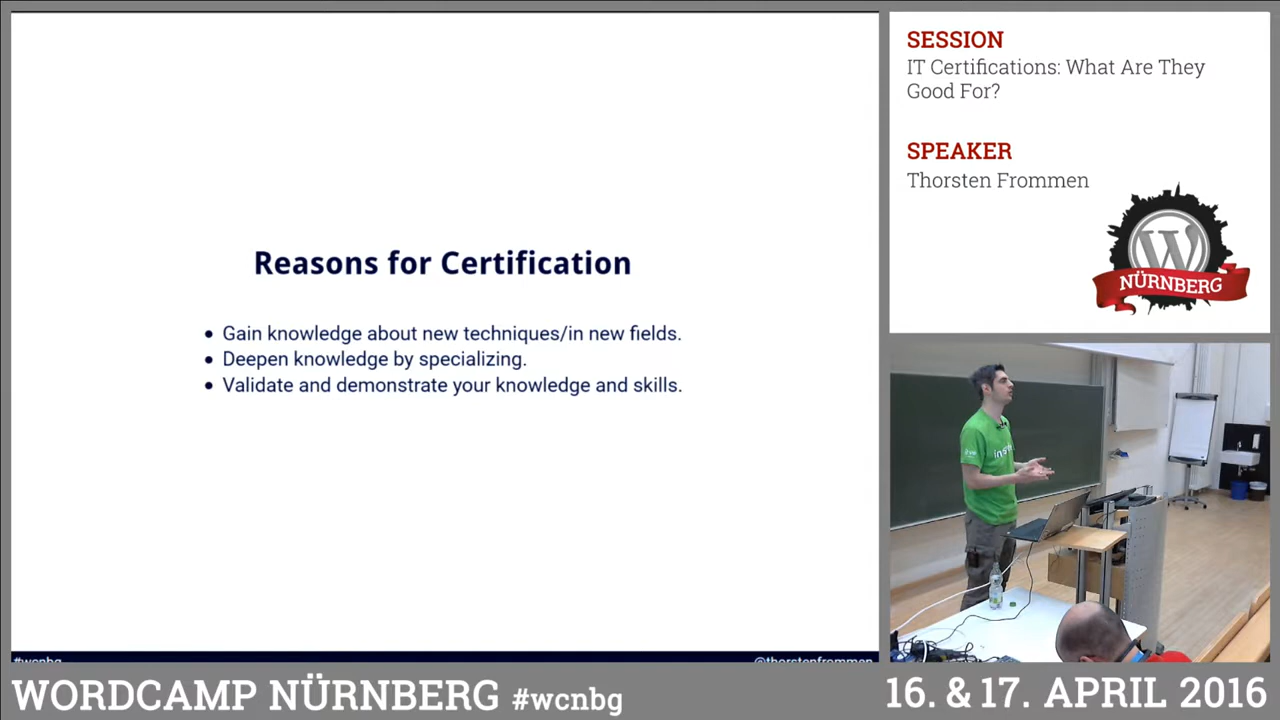 Reasons for Certification
• Gain knowledge about new techniques/in new fields.
• Deepen knowledge by specializing.
• Validate and demonstrate your knowledge and skills.
#wcnbg
@thorstenfrommen
SESSION
IT Certifications: What Are They
Good For?
SPEAKER
Thorsten Frommen
W
NÜRNBERG
WORDCAMP NÜRNBERG #wcnbg
16. & 17. APRIL 2016